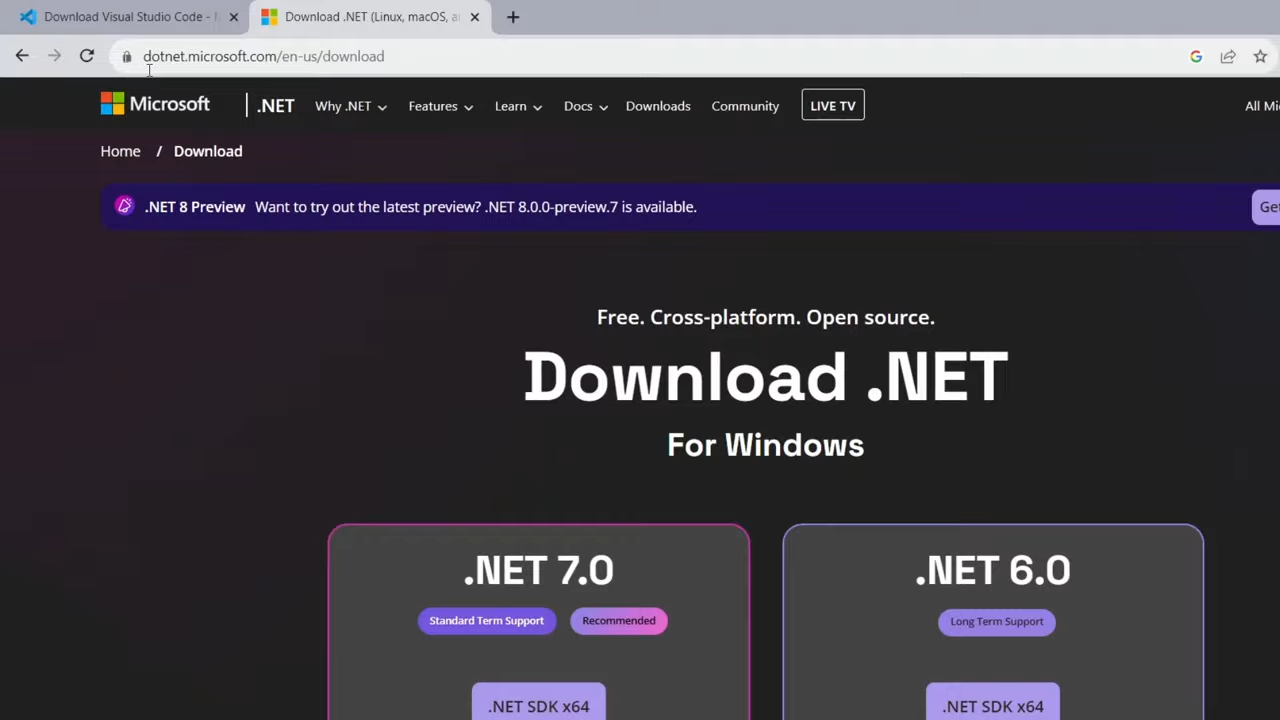 Download Visual Studio Code -
Download .NET (Linux, macOS, a
dotnet.microsoft.com/en-us/download
Microsoft
.NET
Why .NET
Features
Learn
Docs
Downloads
Community
LIVE TV
All Mi
Home / Download
.NET 8 Preview Want to try out the latest preview? .NET 8.0.0-preview.7 is available.
Get
Free. Cross-platform. Open source.
Download .NET
For Windows
.NET 7.0
Standard Term Support
Recommended
.NET SDK x64
.NET 6.0
Long Term Support
.NET SDK x64